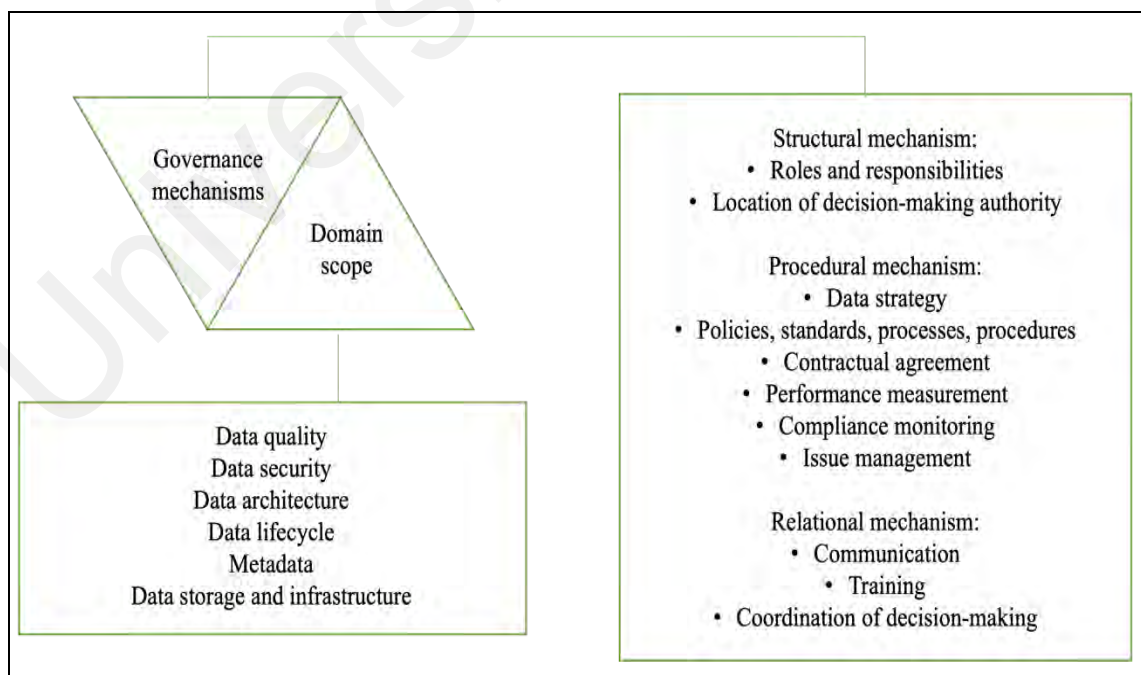 Governance
mechanisms
Domain
scope
Data quality
Data security
Data architecture
Data lifecycle
Metadata
Data storage and infrastructure
Structural mechanism:
• Roles and responsibilities
• Location of decision-making authority
Procedural mechanism:
• Data strategy
• Policies, standards, processes, procedures
• Contractual agreement
• Performance measurement
• Compliance monitoring
• Issue management
Relational mechanism:
• Communication
• Training
• Coordination of decision-making
Univers